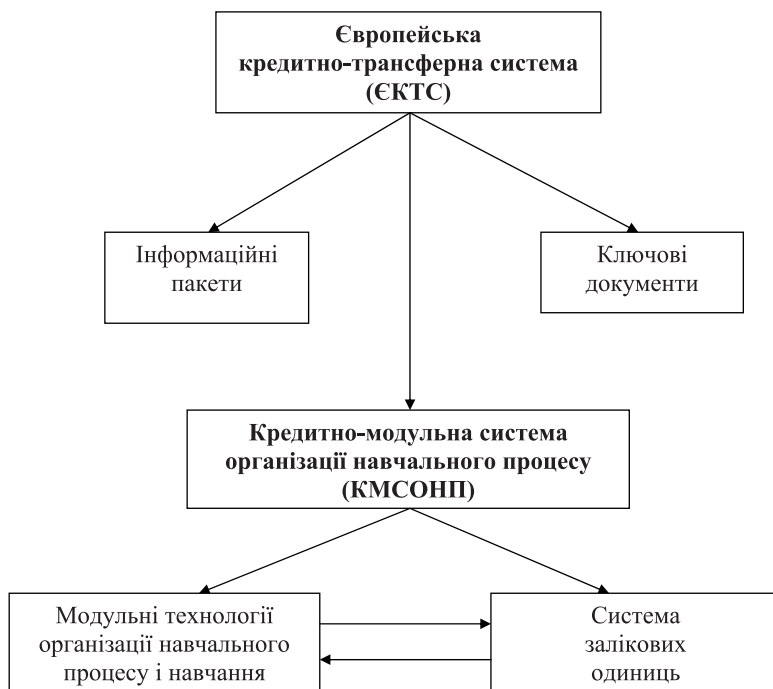 Європейська
кредитно-трансферна система
(ЄКТС)
Інформаційні
пакети
Ключові
документи
Кредитно-модульна система
організації навчального процесу
(КМСОНП)
Модульні технології
організації навчального
процесу і навчання
Система
залікових
одиниць